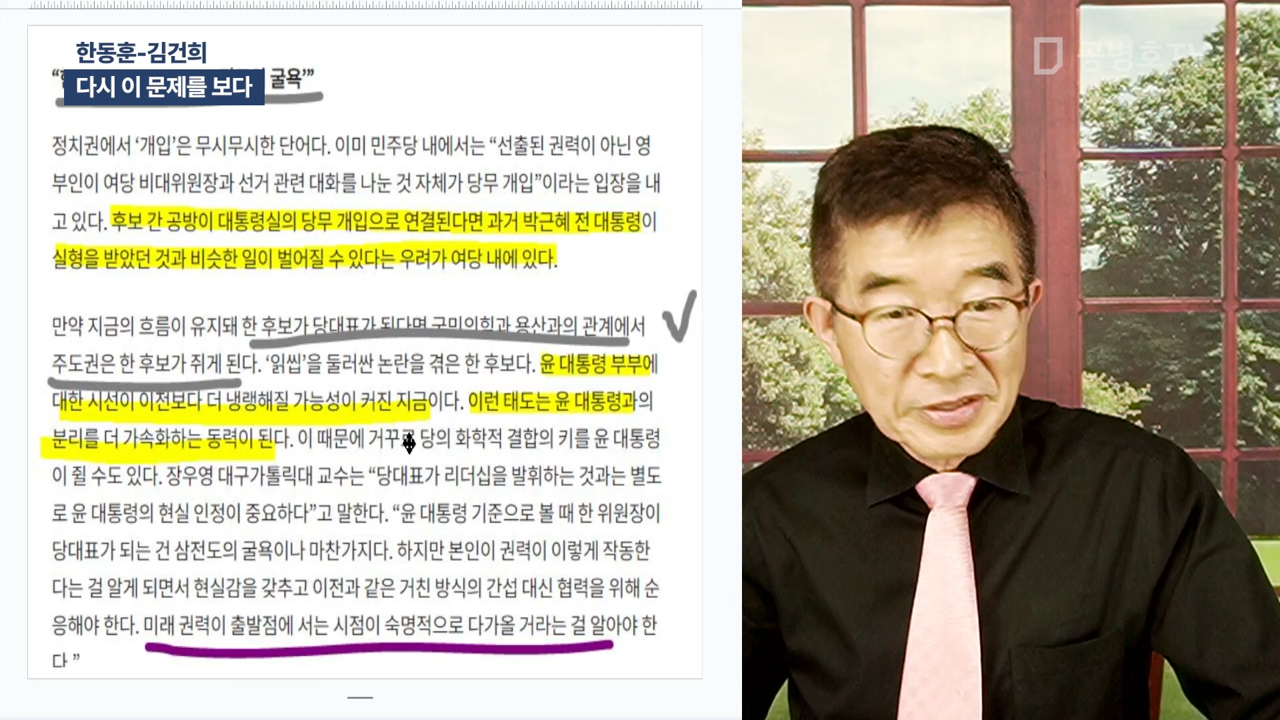 한동훈-김건희
다시 이 문제를 보다
굴욕’”
정치권에서 ‘개입’은 무시무시한 단어다. 이미 민주당 내에서는 “선출된 권력이 아닌 영
부인이 여당 비대위원장과 선거 관련 대화를 나눈 것 자체가 당무 개입”이라는 입장을 내
고 있다. 후보 간 공방이 대통령실의 당무 개입으로 연결된다면 과거 박근혜 전 대통령이
실형을 받았던 것과 비슷한 일이 벌어질 수 있다는 우려가 여당 내에 있다.
만약 지금의 흐름이 유지돼 한 후보가 당대표가 된다면 국민의힘과 용산과의 관계에서
주도권은 한 후보가 쥐게 된다. ‘읽씹’을 둘러싼 논란을 겪은 한 후보다. 윤 대통령 부부에
대한 시선이 이전보다 더 냉랭해질 가능성이 커진 지금이다. 이런 태도는 윤 대통령과의
분리를 더 가속화하는 동력이 된다. 이 때문에 거꾸로 당의 화학적 결합의 키를 윤 대통령
이 쥘 수도 있다. 장우영 대구가톨릭대 교수는 “당대표가 리더십을 발휘하는 것과는 별도
로 윤 대통령의 현실 인정이 중요하다”고 말한다. “윤 대통령 기준으로 볼 때 한 위원장이
당대표가 되는 건 삼전도의 굴욕이나 마찬가지다. 하지만 본인이 권력이 이렇게 작동한
다는 걸 알게 되면서 현실감을 갖추고 이전과 같은 거친 방식의 간섭 대신 협력을 위해 순
응해야 한다. 미래 권력이 출발점에 서는 시점이 숙명적으로 다가올 거라는 걸 알아야 한
다.”
공병호TV